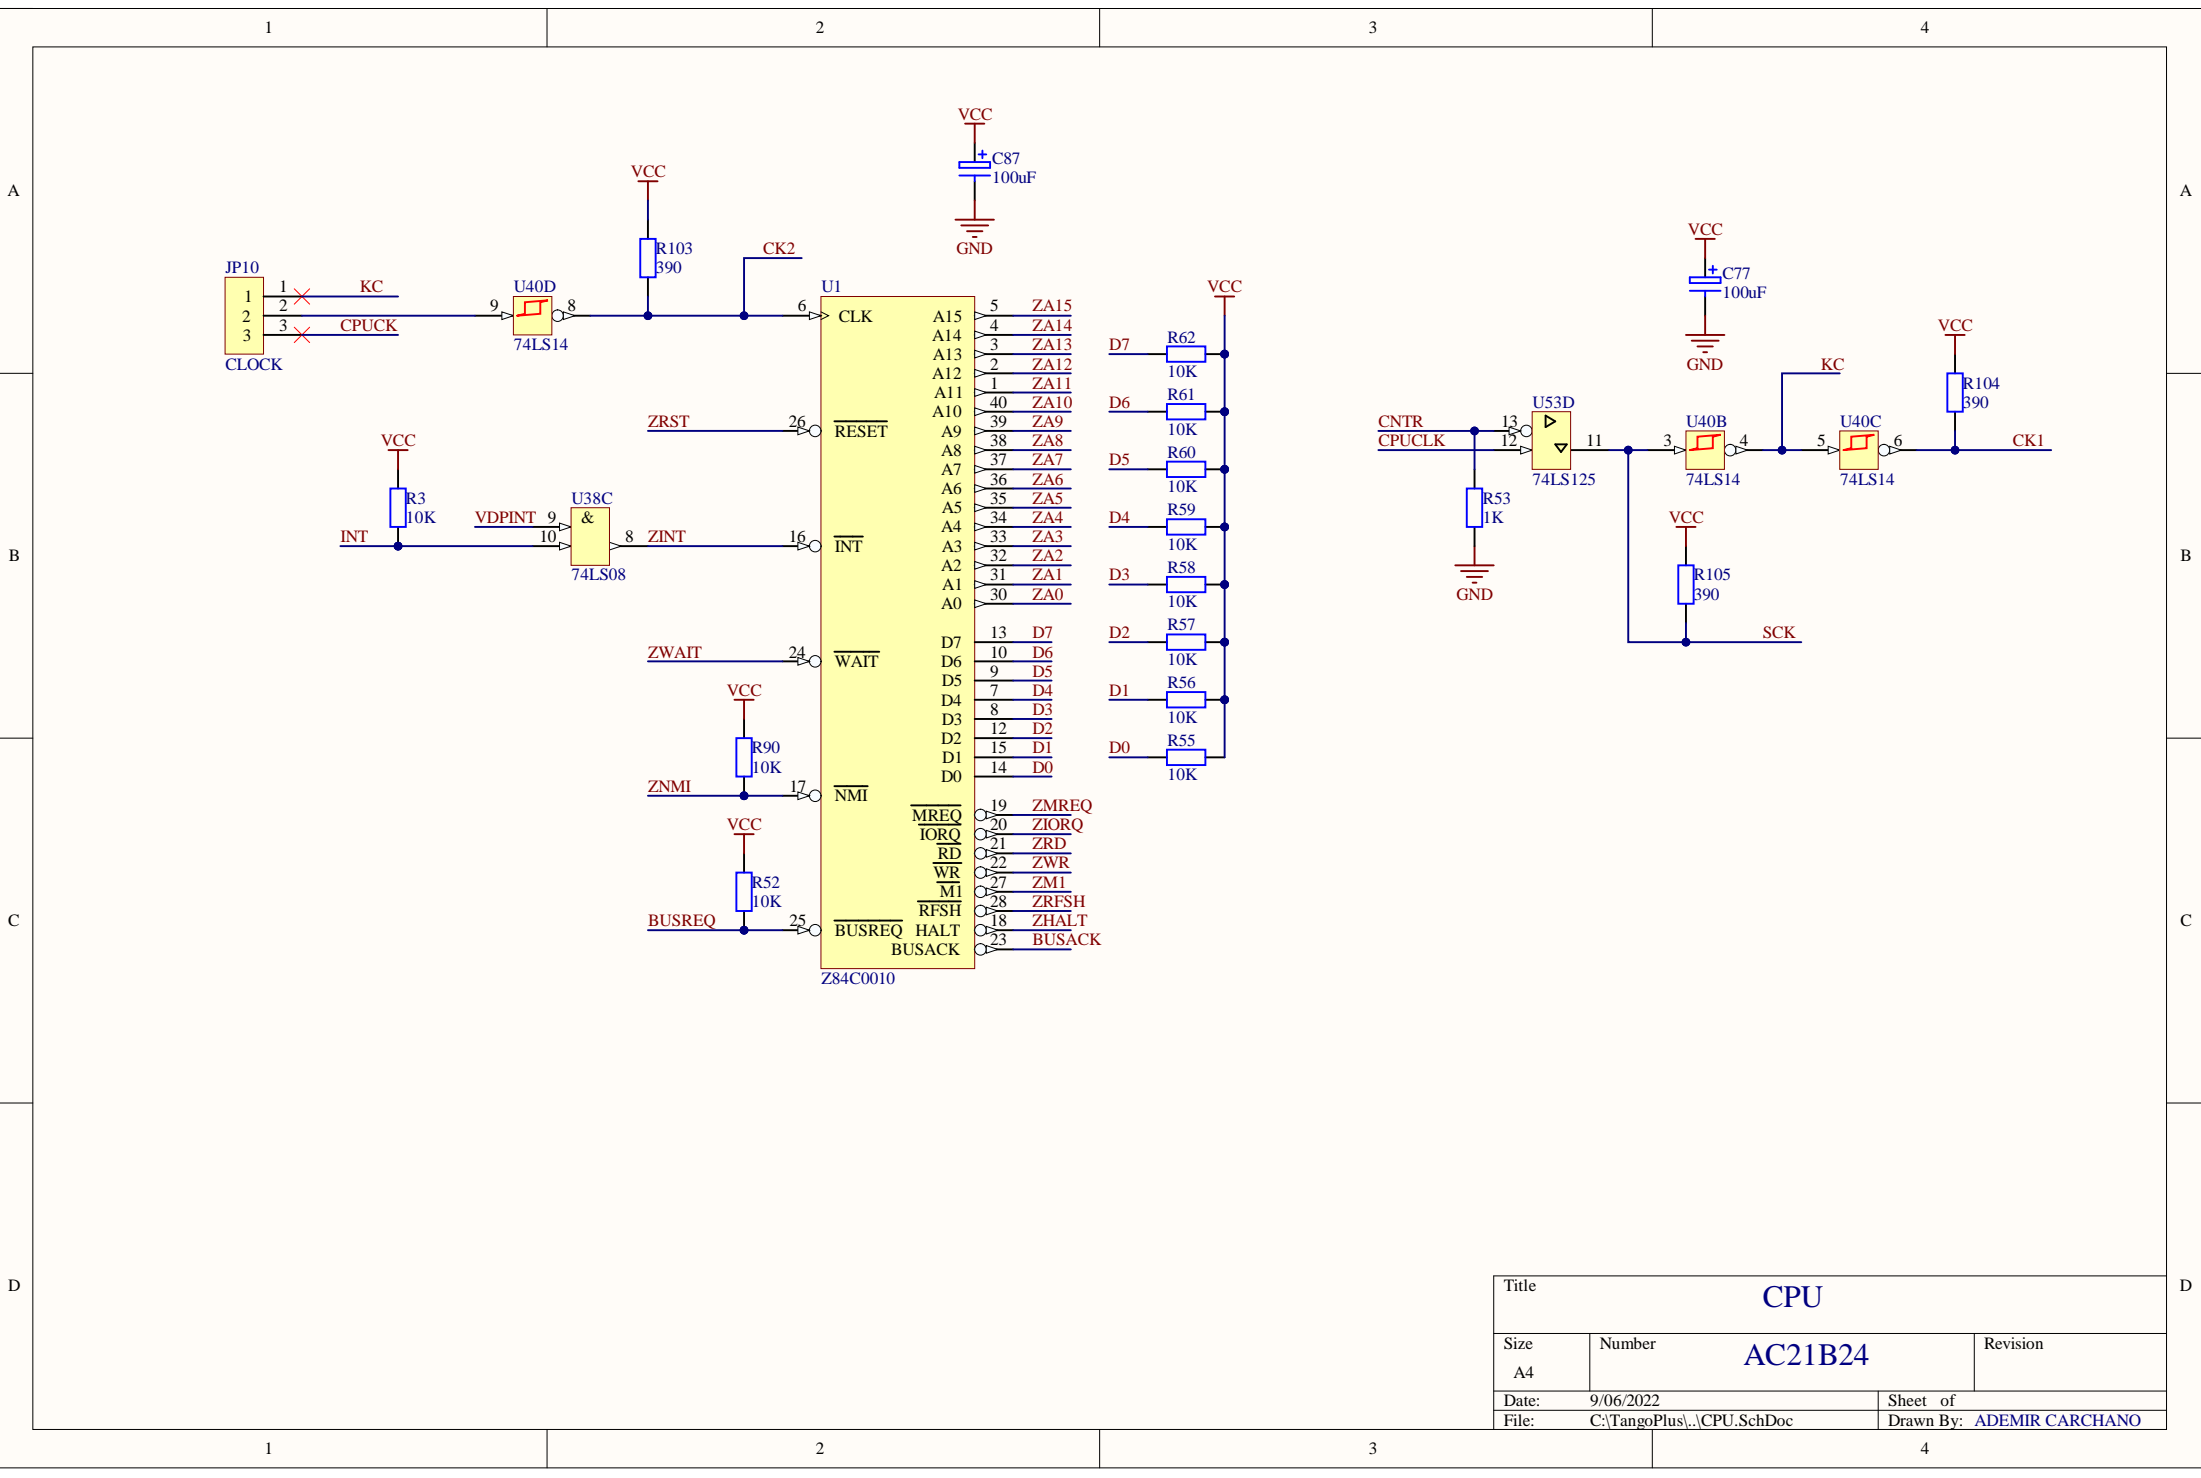 1 2 3 4
A
B
C
D
A
B
C
D
VCC
C87
100uF
GND
VCC
R103
390
CK2
JP10
1 1 KC
2 2
3 3 CPUCK
CLOCK
U40D
9 8
74LS14
U1
6 CLK
ZRST 26 RESET
VCC
R3
10K
INT
U38C
VDPINT 9 &
10 8 ZINT
74LS08
16 INT
ZWAIT 24 WAIT
VCC
R90
10K
ZNMI 17 NMI
VCC
R52
10K
BUSREQ 25 BUSREQ
A15 5 ZA15
A14 4 ZA14
A13 3 ZA13
A12 2 ZA12
A11 1 ZA11
A10 40 ZA10
A9 39 ZA9
A8 38 ZA8
A7 37 ZA7
A6 36 ZA6
A5 35 ZA5
A4 34 ZA4
A3 33 ZA3
A2 32 ZA2
A1 31 ZA1
A0 30 ZA0
D7 13 D7
D6 10 D6
D5 9 D5
D4 7 D4
D3 8 D3
D2 12 D2
D1 15 D1
D0 14 D0
MREQ 19 ZMREQ
IORQ 20 ZIORQ
RD 21 ZRD
WR 22 ZWR
M1 27 ZM1
RFSH 28 ZRFSH
HALT 18 ZHALT
BUSACK 23 BUSACK
Z84C0010
VCC
D7 R62
10K
D6 R61
10K
D5 R60
10K
D4 R59
10K
D3 R58
10K
D2 R57
10K
D1 R56
10K
D0 R55
10K
VCC
C77
100uF
GND
CNTR 13
CPUCLK 12
U53D
11
74LS125
R53
1K
GND
U40B
3 4
74LS14
KC
U40C
5 6
74LS14
VCC
R104
390
CK1
VCC
R105
390
SCK
Title
CPU
Size
A4
Number
AC21B24
Revision
Date: 9/06/2022 Sheet of
File: C:\TangoPlus\..\CPU.SchDoc Drawn By: ADEMIR CARCHANO
1 2 3 4